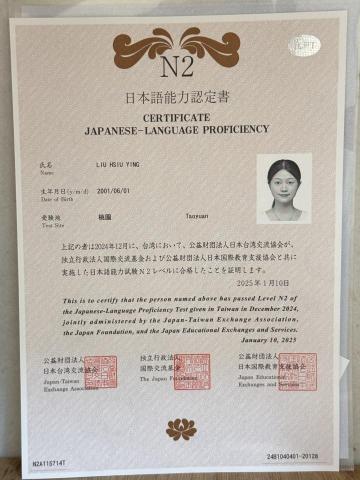 N2
日本語能力認定書
CERTIFICATE
JAPANESE-LANGUAGE PROFICIENCY
氏名
Name
LIU HSIU YING
生年月日(y/m/d)
Date of Birth
2001/06/01
受験地
Test Site
桃園
Taoyuan
上記の者は2024年12月に、台湾において、公益財団法人日本台湾交流協会が、
独立行政法人国際交流基金および公益財団法人日本国際教育支援協会と共に
実施した日本語能力試験N2レベルに合格したことを証明します。
2025年1月10日
This is to certify that the person named above has passed Level N2 of
the Japanese-Language Proficiency Test given in Taiwan in December 2024,
jointly administered by the Japan-Taiwan Exchange Association,
the Japan Foundation, and the Japan Educational Exchanges and Services.
January 10, 2025
公益財団法人
日本台湾交流協会
Japan-Taiwan
Exchange Association
独立行政法人
国際交流基金
The Japan Foundation
公益財団法人
日本国際教育支援協会
Japan Educational
Exchanges and Services
N2A115714T
24B1040401-20128